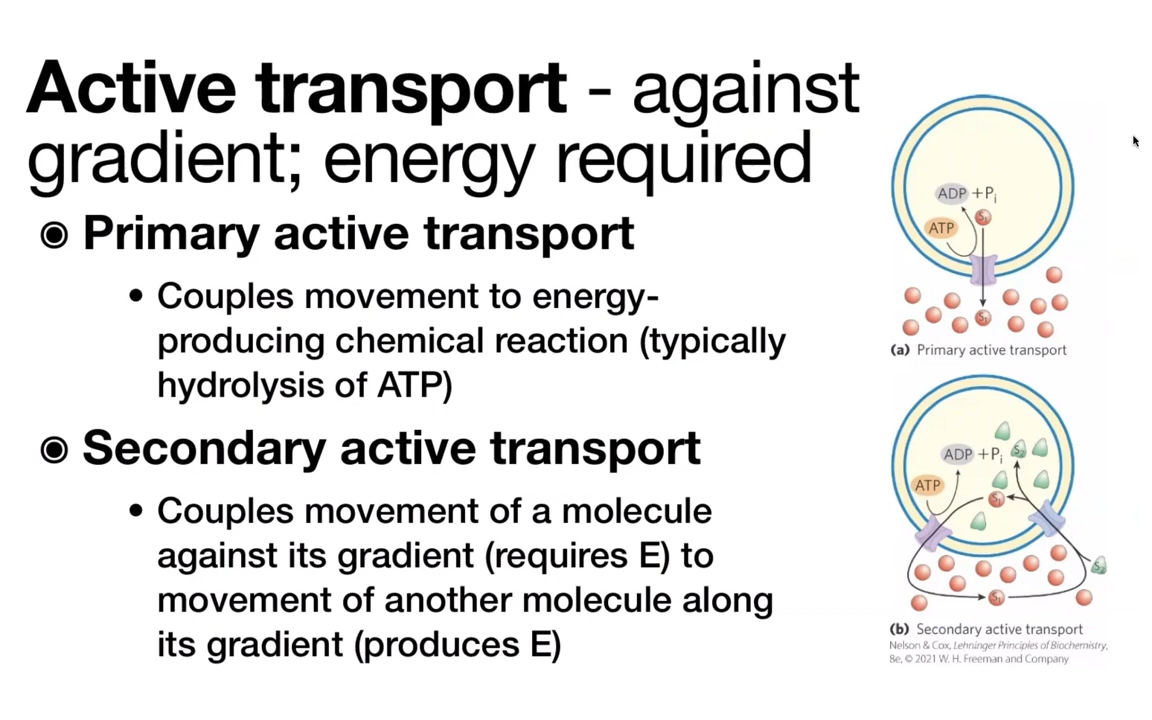 Active transport - against
gradient; energy required
◉ Primary active transport
• Couples movement to energy-
producing chemical reaction (typically
hydrolysis of ATP)
◉ Secondary active transport
• Couples movement of a molecule
against its gradient (requires E) to
movement of another molecule along
its gradient (produces E)
ADP +Pi
S1
ATP
S1
(a) Primary active transport
ADP +Pi
S2
ATP
S1
S2
S1
(b) Secondary active transport
Nelson & Cox, Lehninger Principles of Biochemistry,
8e, © 2021 W. H. Freeman and Company